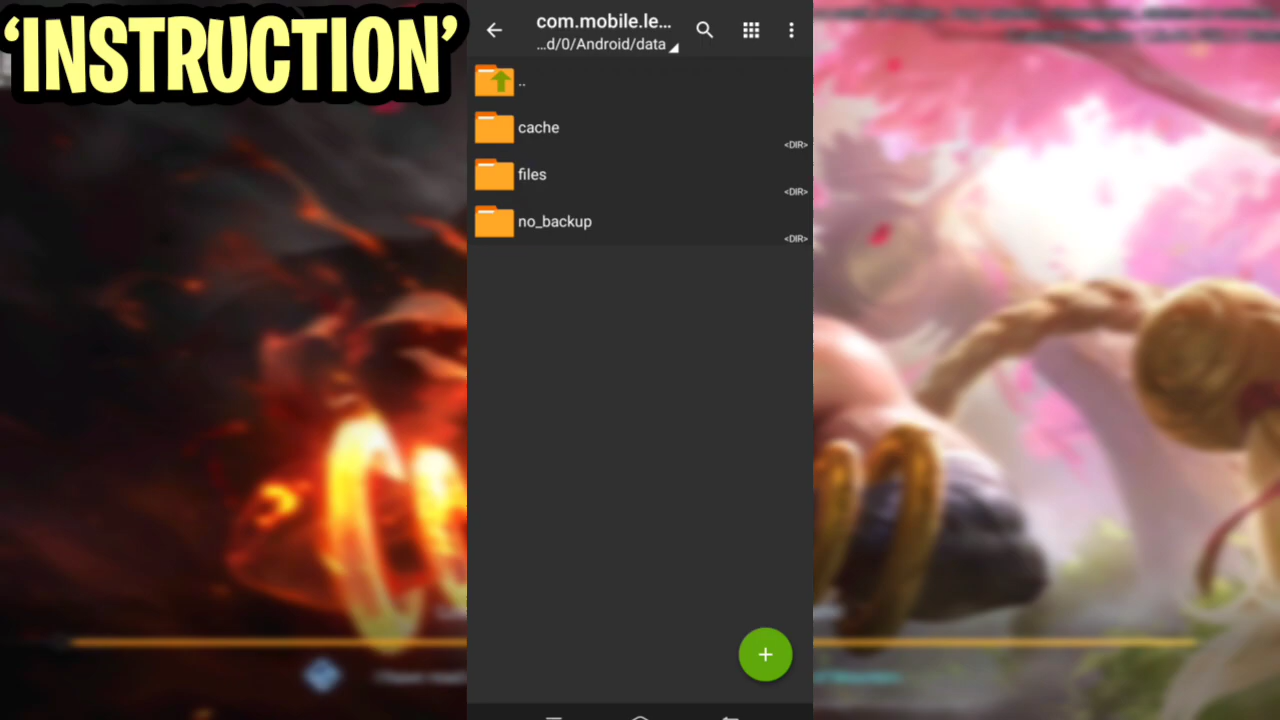 ‘INSTRUCTION’
com.mobile.le...
...d/0/Android/data
..
cache
<DIR>
files
<DIR>
no_backup
<DIR>